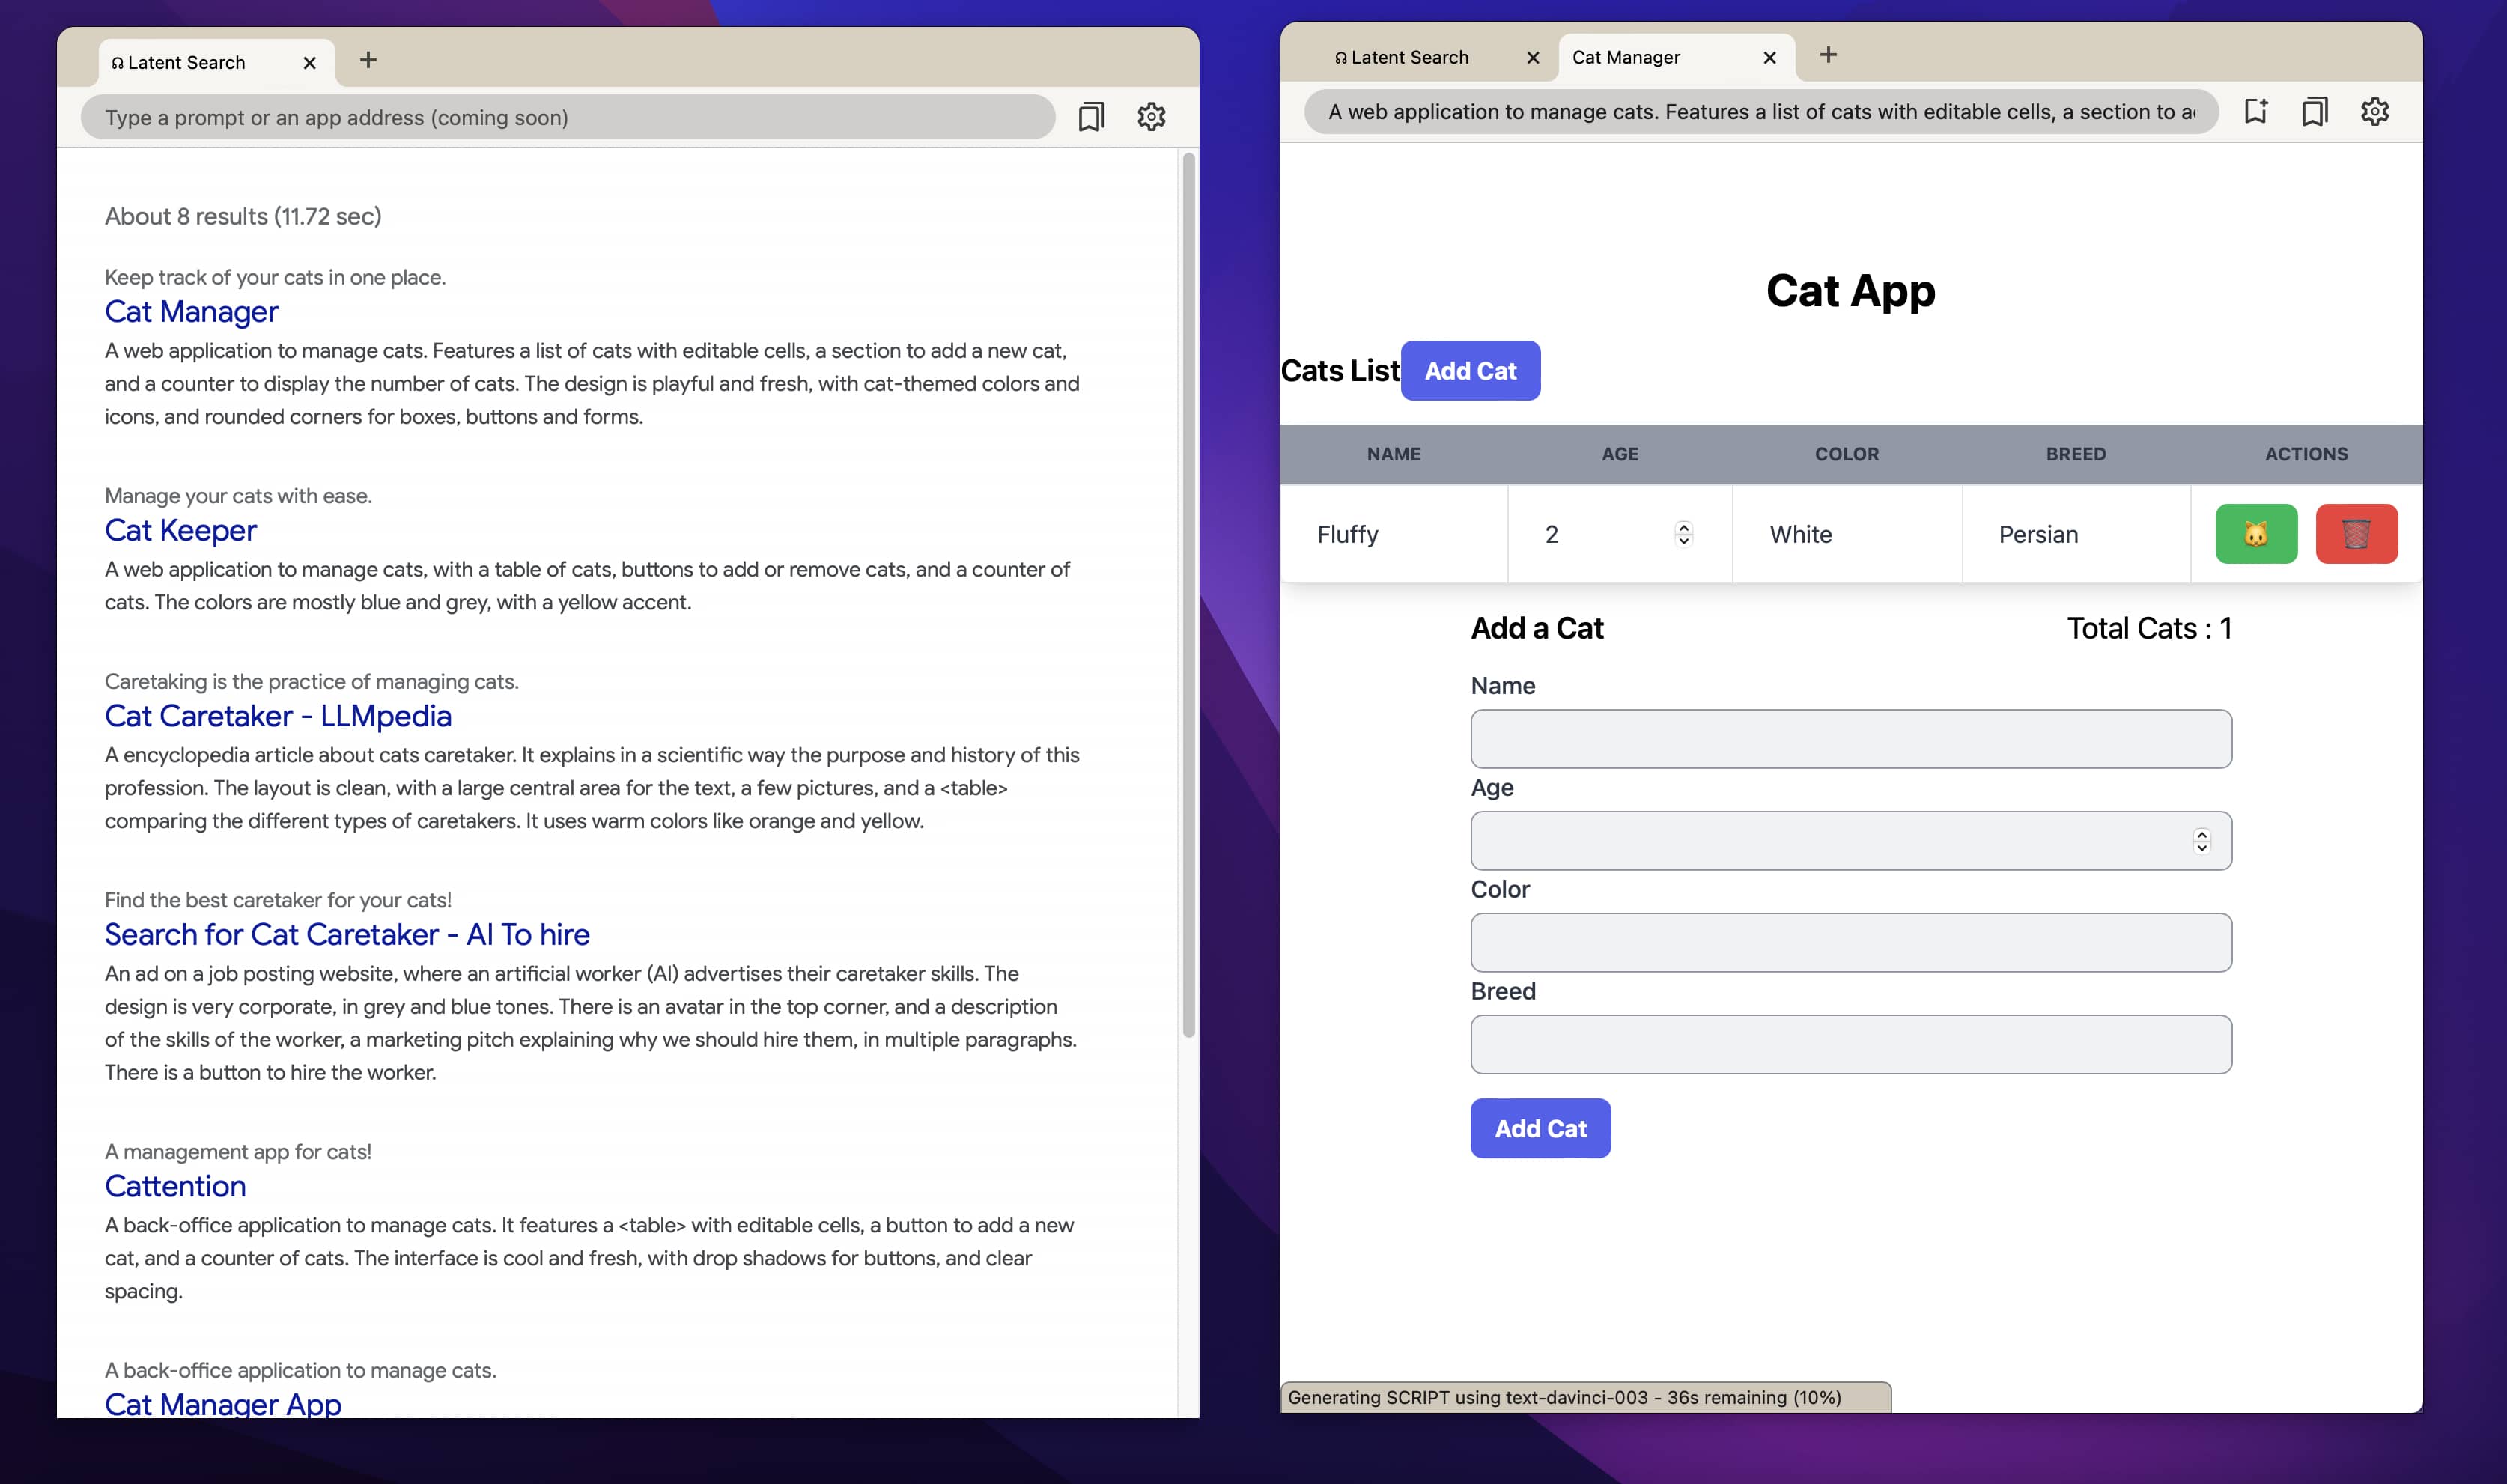 Latent Search
Type a prompt or an app address (coming soon)
About 8 results (11.72 sec)
Keep track of your cats in one place.
Cat Manager
A web application to manage cats. Features a list of cats with editable cells, a section to add a new cat,
and a counter to display the number of cats. The design is playful and fresh, with cat-themed colors and
icons, and rounded corners for boxes, buttons and forms.
Manage your cats with ease.
Cat Keeper
A web application to manage cats, with a table of cats, buttons to add or remove cats, and a counter of
cats. The colors are mostly blue and grey, with a yellow accent.
Caretaking is the practice of managing cats.
Cat Caretaker - LLMpedia
A encyclopedia article about cats caretaker. It explains in a scientific way the purpose and history of this
profession. The layout is clean, with a large central area for the text, a few pictures, and a <table>
comparing the different types of caretakers. It uses warm colors like orange and yellow.
Find the best caretaker for your cats!
Search for Cat Caretaker - AI To hire
An ad on a job posting website, where an artificial worker (AI) advertises their caretaker skills. The
design is very corporate, in grey and blue tones. There is an avatar in the top corner, and a description
of the skills of the worker, a marketing pitch explaining why we should hire them, in multiple paragraphs.
There is a button to hire the worker.
A management app for cats!
Cattention
A back-office application to manage cats. It features a <table> with editable cells, a button to add a new
cat, and a counter of cats. The interface is cool and fresh, with drop shadows for buttons, and clear
spacing.
A back-office application to manage cats.
Cat Manager App
Latent Search
Cat Manager
A web application to manage cats. Features a list of cats with editable cells, a section to a
Cat App
Cats List Add Cat
NAME AGE COLOR BREED ACTIONS
Fluffy 2 White Persian
Add a Cat Total Cats : 1
Name
Age
Color
Breed
Add Cat
Generating SCRIPT using text-davinci-003 - 36s remaining (10%)